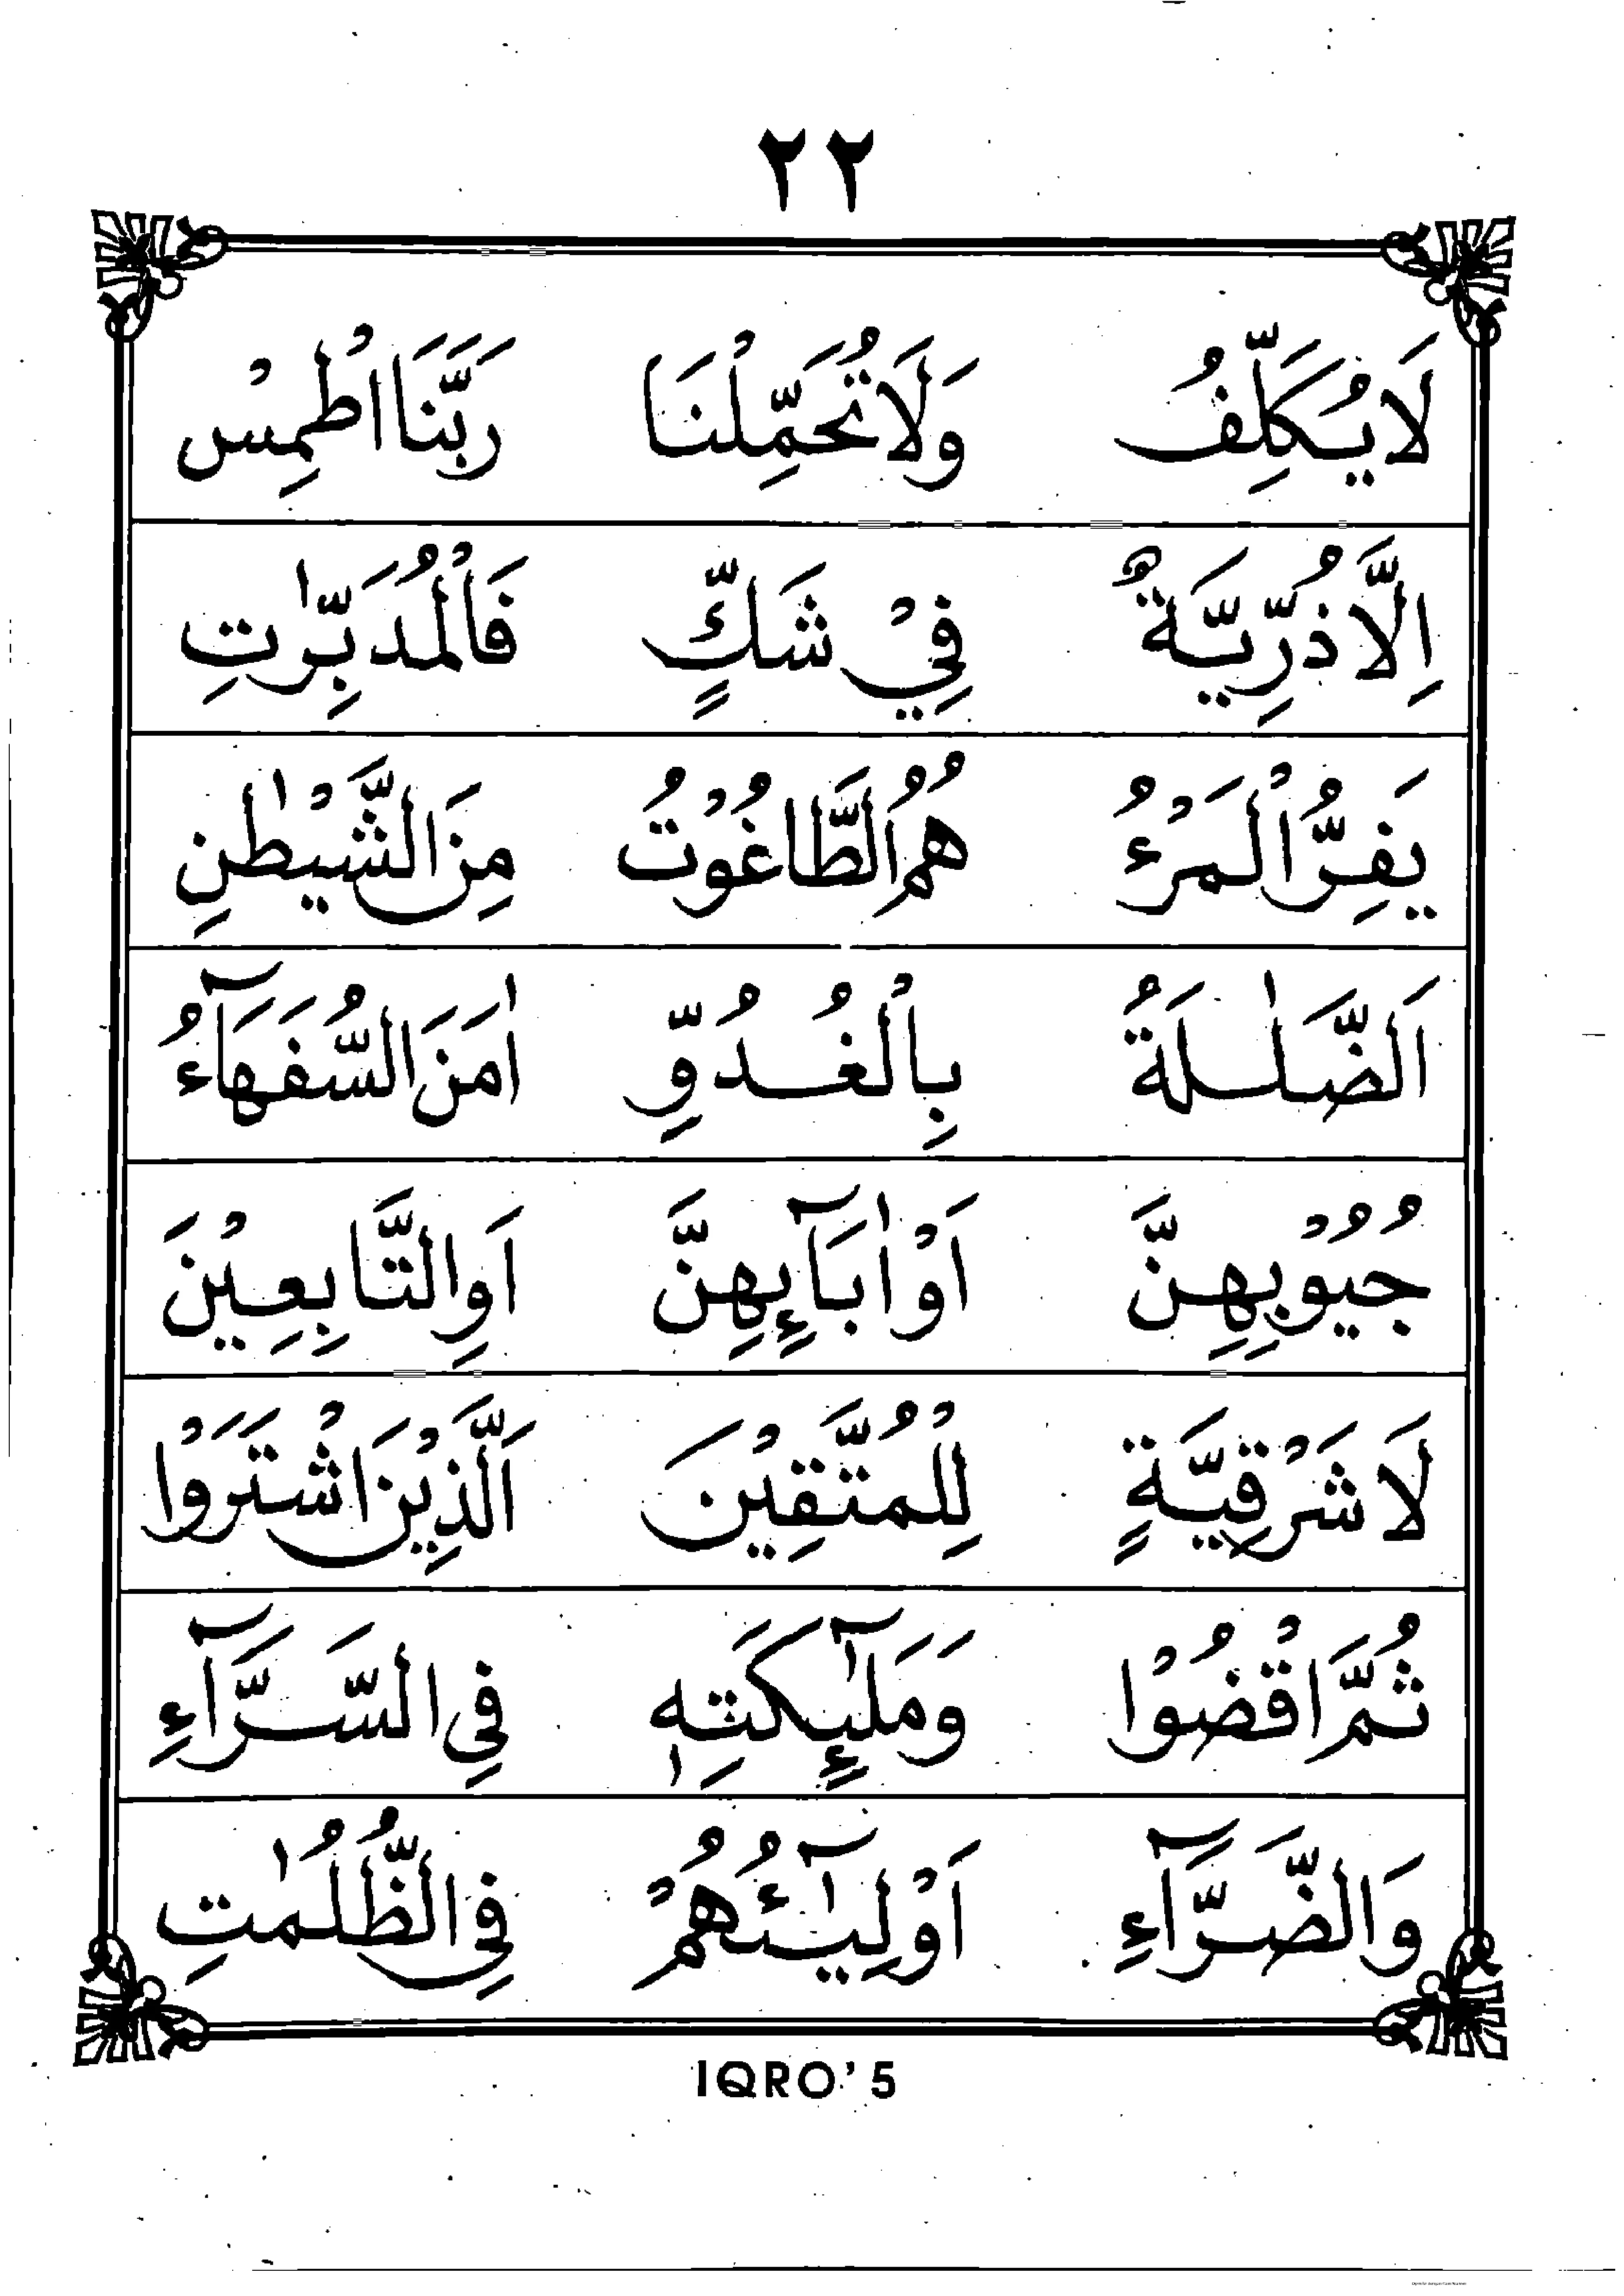 ٢٢
لَا يُكَلِّفُ وَلَا تُحَمِّلْنَا رَبَّنَا اطْمِسْ
اِلَّا ذُرِّيَّةٌ فِيْ شَكٍّ فَالْمُدَبِّرٰتِ
يَفِرُّ الْمَرْءُ هُمُ الطَّاغُوْتُ مِنَ الشَّيْطٰنِ
اَلضَّلٰلَةُ بِالْغُدُوِّ اٰمَنَ السُّفَهَآءُ
جُيُوْبِهِنَّ اَوْ اٰبَآئِهِنَّ اَوِ التَّابِعِيْنَ
لَا شَرْقِيَّةٍ لِلْمُتَّقِيْنَ اَلَّذِيْنَ اشْتَرَوْا
ثُمَّ اقْضُوْا وَمَلٰٓئِكَتِهٖ فِي السَّرَّآءِ
وَالضَّرَّآءِ اَوْلِيٰٓئُهُمْ فِي الظُّلُمٰتِ
IQRO' 5